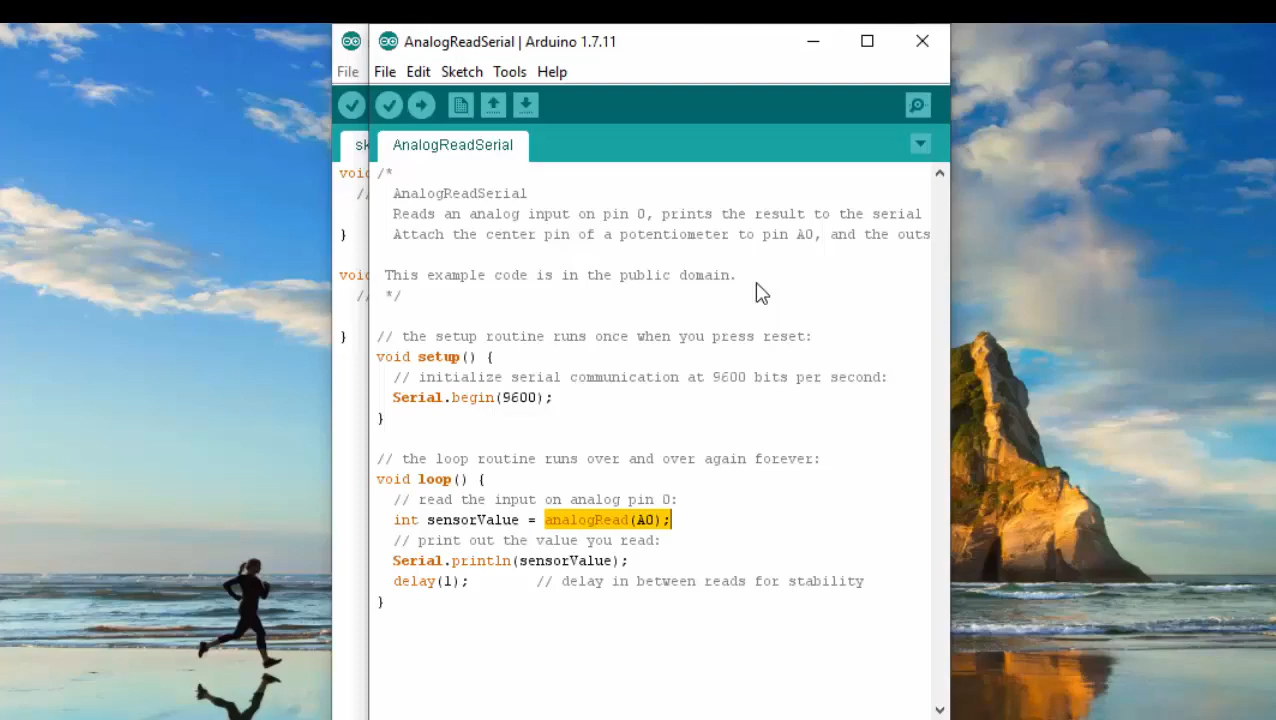 AnalogReadSerial | Arduino 1.7.11
File
File Edit Sketch Tools Help
sk
AnalogReadSerial
/*
AnalogReadSerial
Reads an analog input on pin 0, prints the result to the serial
Attach the center pin of a potentiometer to pin A0, and the outs
This example code is in the public domain.
*/
// the setup routine runs once when you press reset:
void setup() {
// initialize serial communication at 9600 bits per second:
Serial.begin(9600);
}
// the loop routine runs over and over again forever:
void loop() {
// read the input on analog pin 0:
int sensorValue = analogRead(A0);
// print out the value you read:
Serial.println(sensorValue);
delay(1); // delay in between reads for stability
}
void
//
}
void
//
}